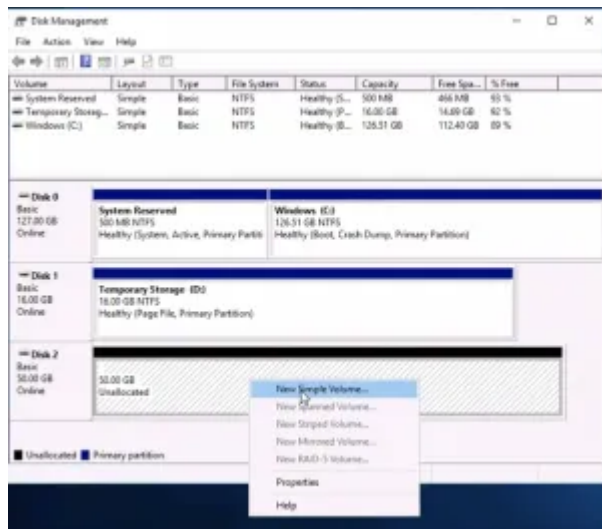 Disk Management
File Action View Help
Volume Layout Type File System Status Capacity Free Spa... % Free
System Reserved Simple Basic NTFS Healthy (S... 500 MB 466 MB 93 %
Temporary Storag... Simple Basic NTFS Healthy (P... 16.00 GB 14.69 GB 92 %
Windows (C:) Simple Basic NTFS Healthy (B... 126.51 GB 112.40 GB 89 %
Disk 0
Basic
127.00 GB
Online
System Reserved
500 MB NTFS
Healthy (System, Active, Primary Partiti
Windows (C:)
126.51 GB NTFS
Healthy (Boot, Crash Dump, Primary Partition)
Disk 1
Basic
16.00 GB
Online
Temporary Storage (D:)
16.00 GB NTFS
Healthy (Page File, Primary Partition)
Disk 2
Basic
50.00 GB
Online
50.00 GB
Unallocated
New Simple Volume...
New Spanned Volume...
New Striped Volume...
New Mirrored Volume...
New RAID-5 Volume...
Properties
Help
Unallocated Primary partition